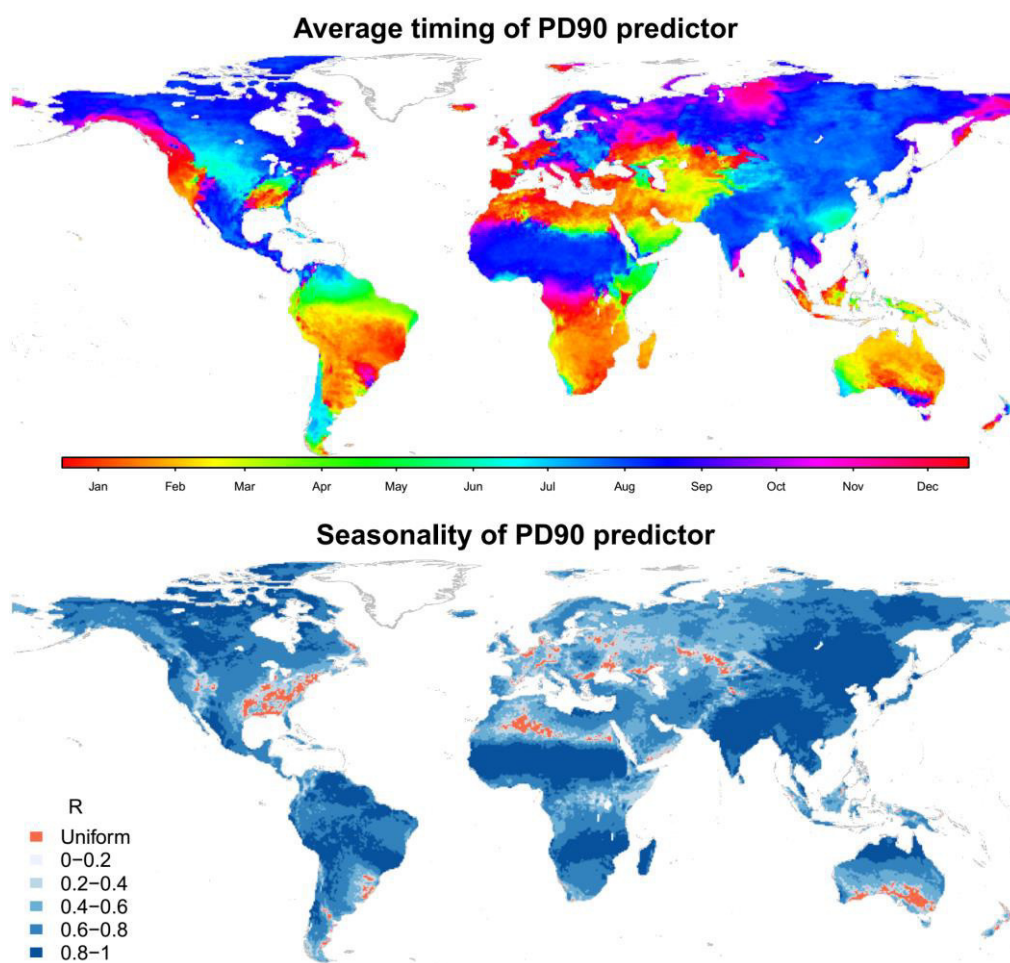 Average timing of PD90 predictor
Jan Feb Mar Apr May Jun Jul Aug Sep Oct Nov Dec
Seasonality of PD90 predictor
R
Uniform
0−0.2
0.2−0.4
0.4−0.6
0.6−0.8
0.8−1